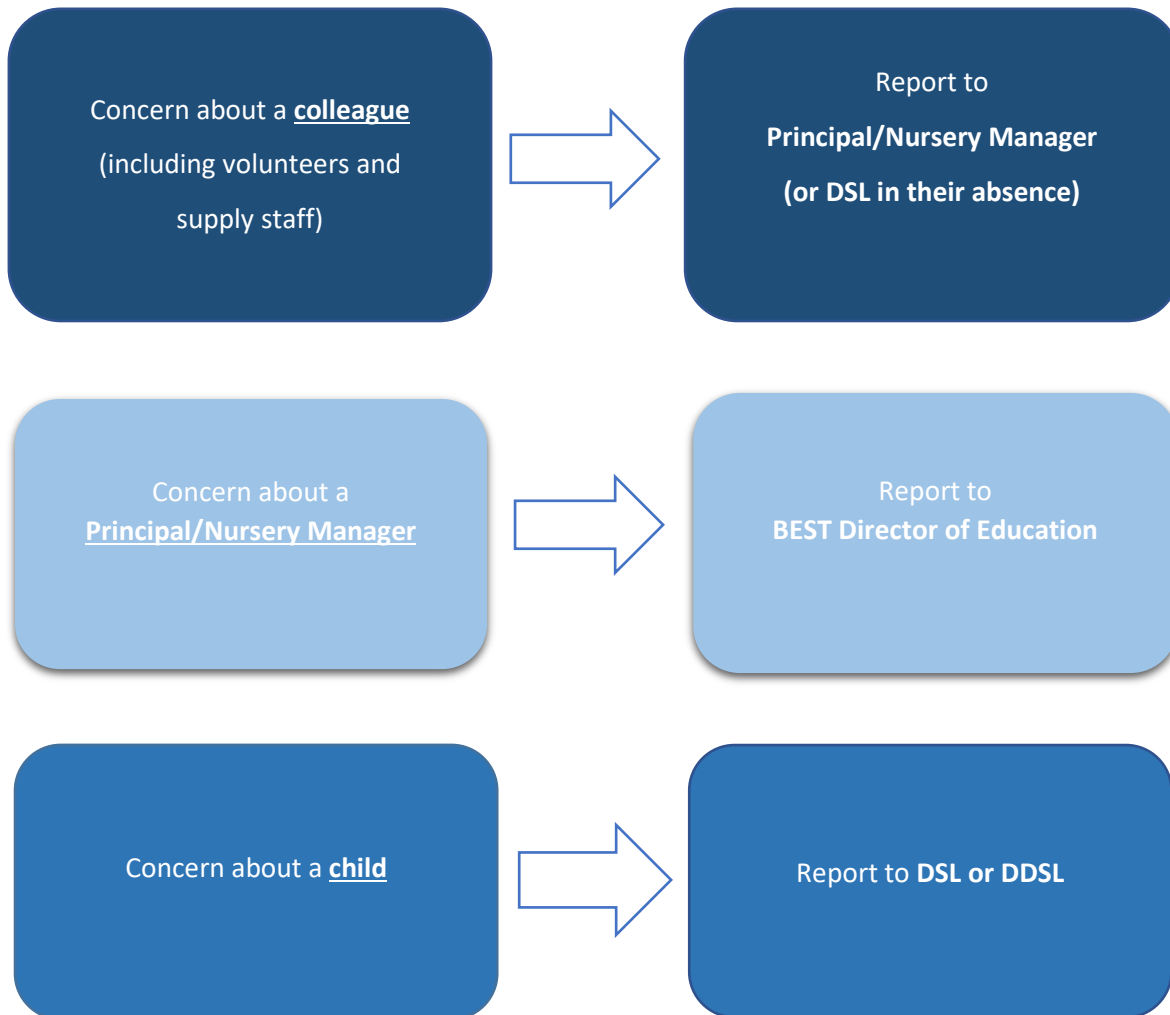 Concern about a colleague
(including volunteers and
supply staff)
Report to
Principal/Nursery Manager
(or DSL in their absence)
Concern about a
Principal/Nursery Manager
Report to
BEST Director of Education
Concern about a child
Report to DSL or DDSL